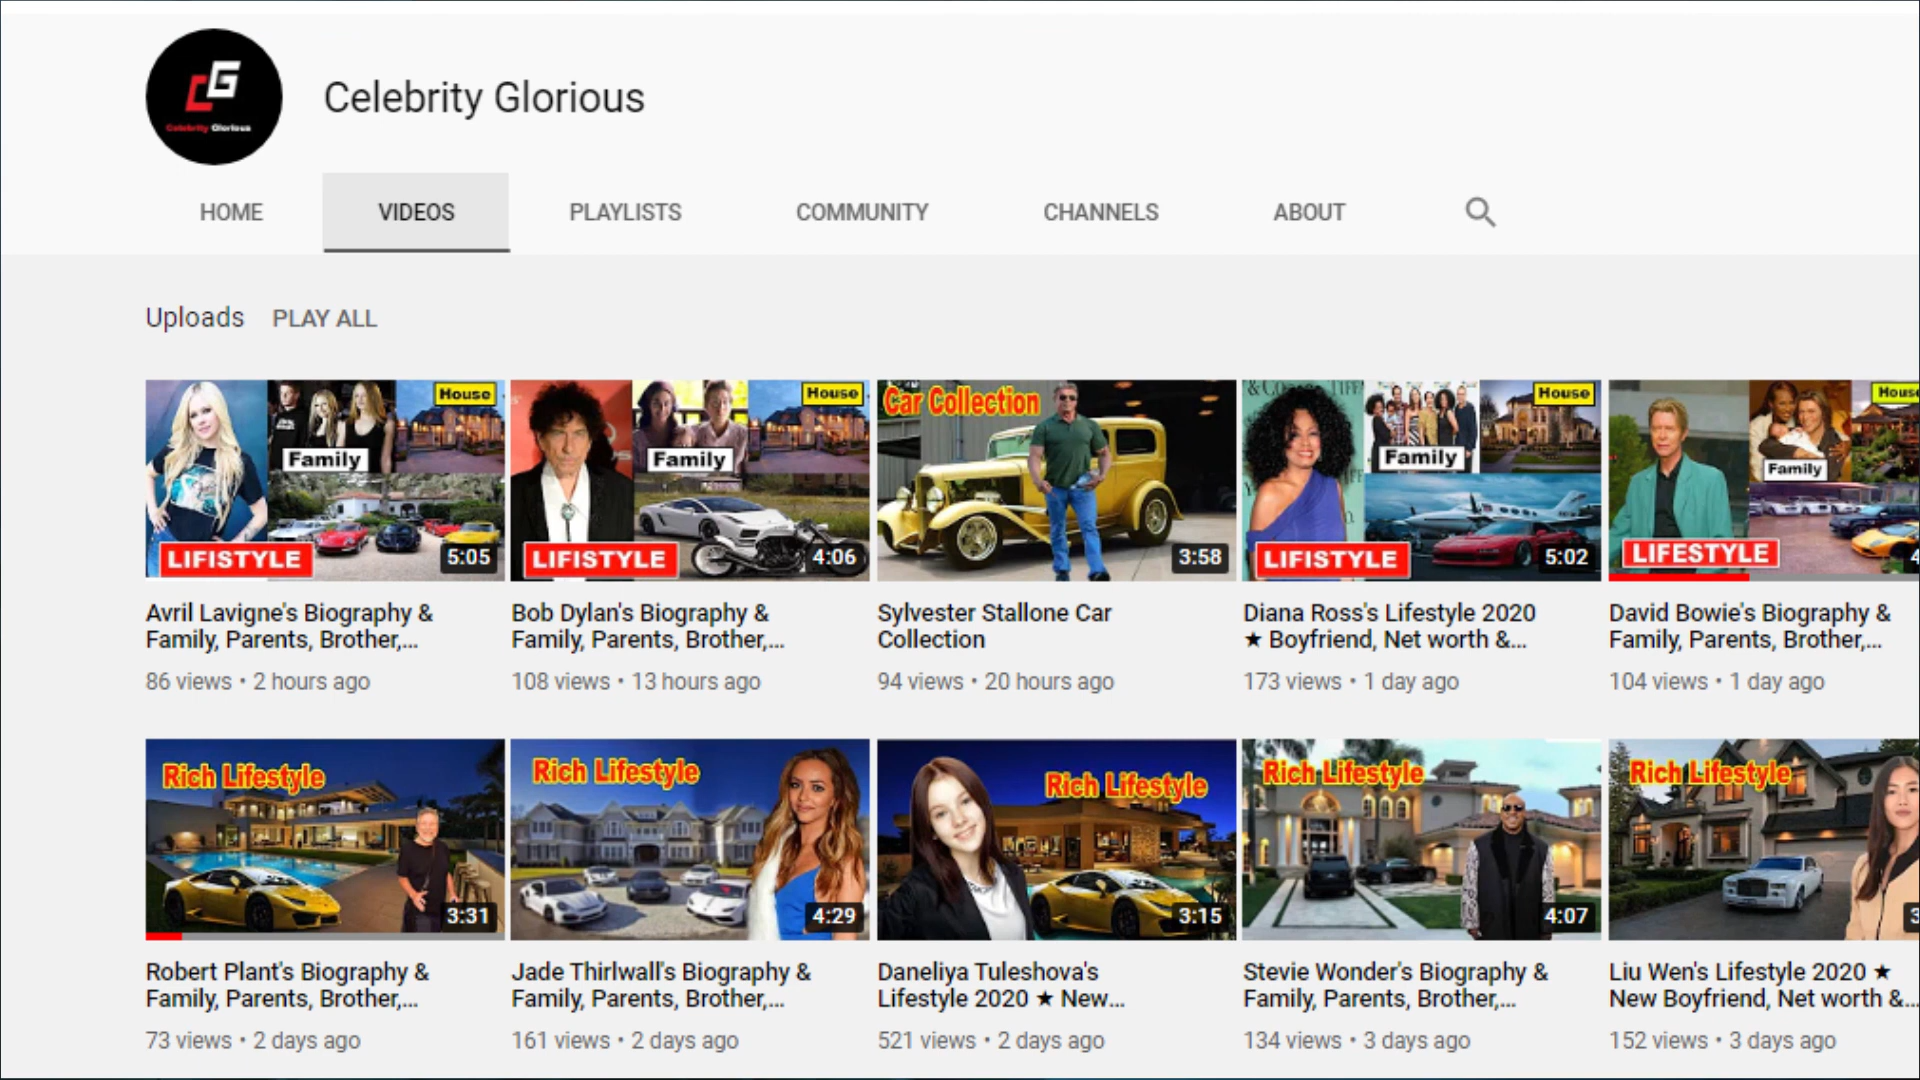 CG
Celebrity Glorious
Celebrity Glorious
HOME
VIDEOS
PLAYLISTS
COMMUNITY
CHANNELS
ABOUT
Uploads PLAY ALL
House
Family
LIFISTYLE
5:05
House
Family
LIFISTYLE
4:06
Car Collection
3:58
House
Family
LIFISTYLE
5:02
House
Family
LIFESTYLE
4
Avril Lavigne's Biography &
Family, Parents, Brother,...
86 views • 2 hours ago
Bob Dylan's Biography &
Family, Parents, Brother,...
108 views • 13 hours ago
Sylvester Stallone Car
Collection
94 views • 20 hours ago
Diana Ross's Lifestyle 2020
★ Boyfriend, Net worth &...
173 views • 1 day ago
David Bowie's Biography &
Family, Parents, Brother,...
104 views • 1 day ago
Rich Lifestyle
3:31
Rich Lifestyle
4:29
Rich Lifestyle
3:15
Rich Lifestyle
4:07
Rich Lifestyle
3
Robert Plant's Biography &
Family, Parents, Brother,...
73 views • 2 days ago
Jade Thirlwall's Biography &
Family, Parents, Brother,...
161 views • 2 days ago
Daneliya Tuleshova's
Lifestyle 2020 ★ New...
521 views • 2 days ago
Stevie Wonder's Biography &
Family, Parents, Brother,...
134 views • 3 days ago
Liu Wen's Lifestyle 2020 ★
New Boyfriend, Net worth &...
152 views • 3 days ago